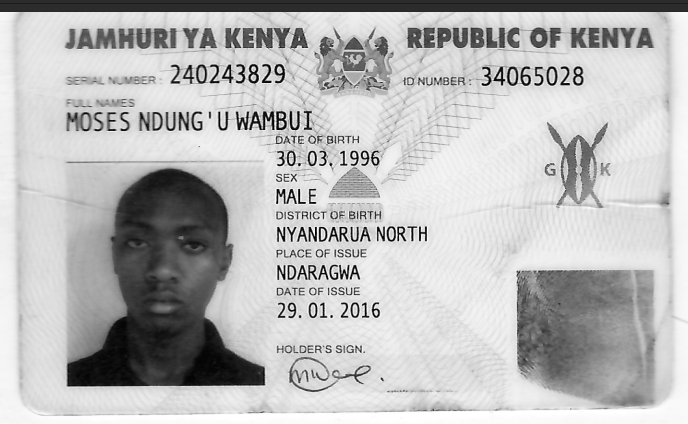 JAMHURI YA KENYA REPUBLIC OF KENYA
SERIAL NUMBER : 240243829 ID NUMBER : 34065028
FULL NAMES
MOSES NDUNG'U WAMBUI
DATE OF BIRTH
30. 03. 1996
SEX
MALE
G K
DISTRICT OF BIRTH
NYANDARUA NORTH
PLACE OF ISSUE
NDARAGWA
DATE OF ISSUE
29. 01. 2016
HOLDER'S SIGN.